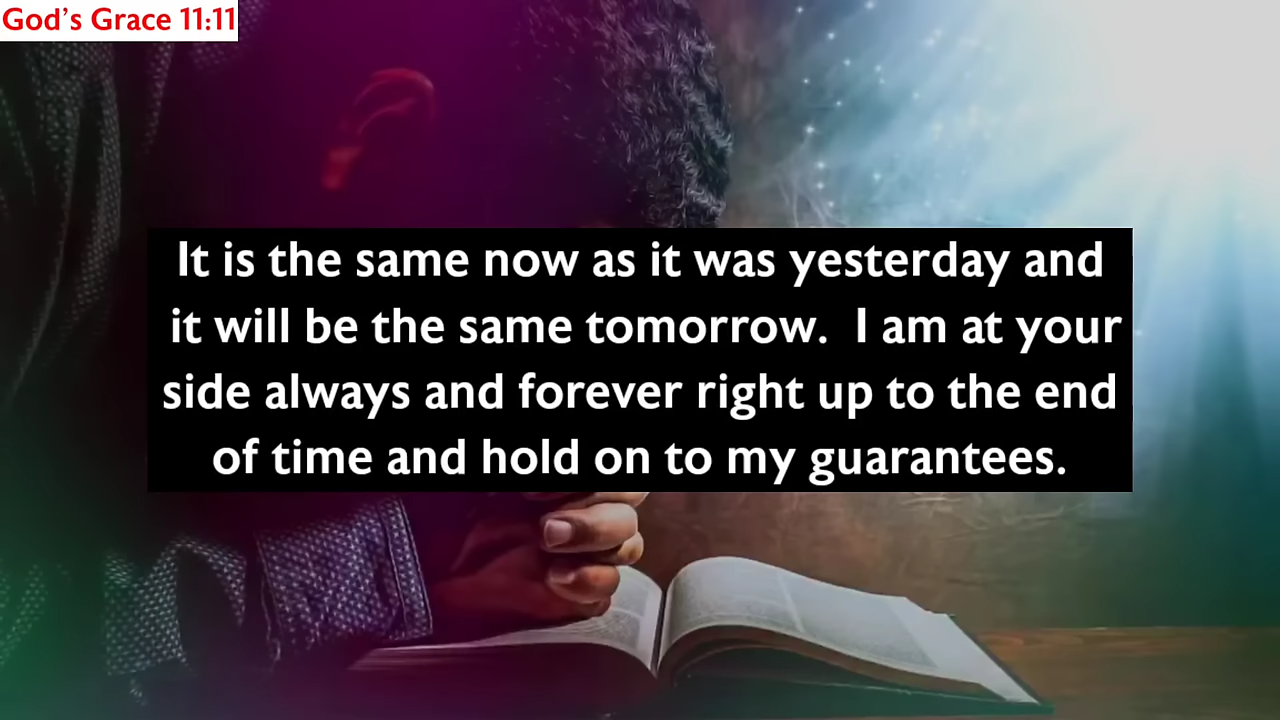 God's Grace 11:11
It is the same now as it was yesterday and
it will be the same tomorrow.  I am at your
side always and forever right up to the end
of time and hold on to my guarantees.